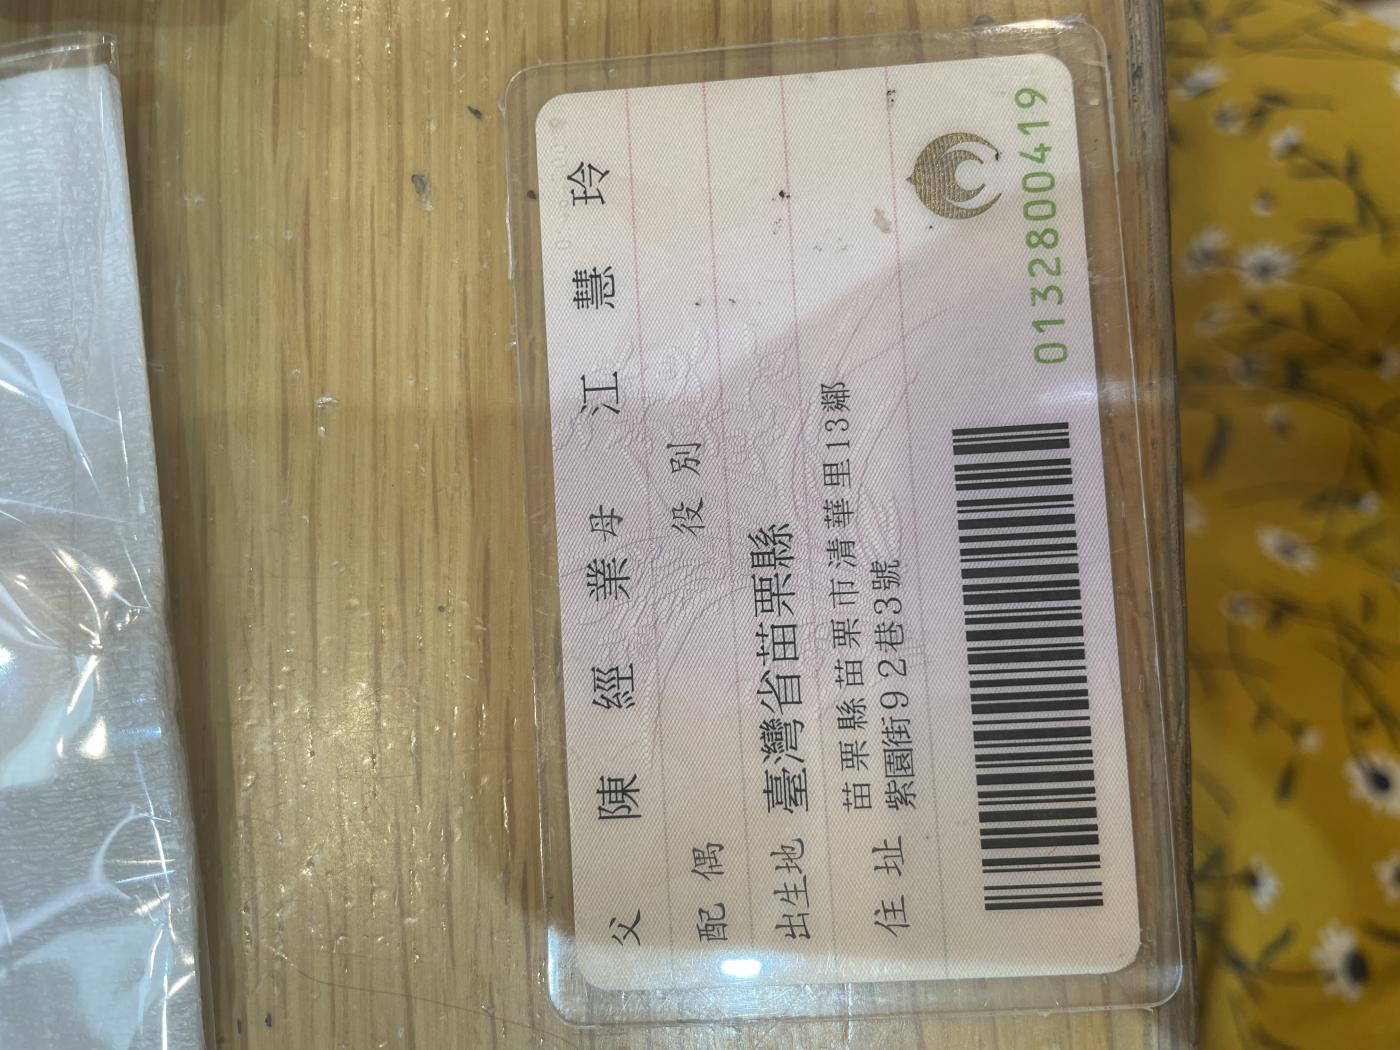 父 陳經業 母 江慧玲
配偶 役別
出生地 臺灣省苗栗縣
住址 苗栗縣苗栗市清華里13鄰
紫園街92巷3號
0132800419